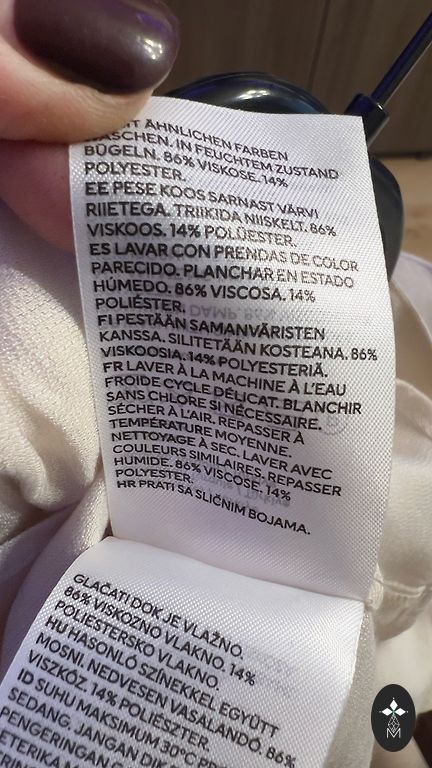 MIT ÄHNLICHEN FARBEN
WASCHEN. IN FEUCHTEM ZUSTAND
BÜGELN. 86% VISKOSE. 14%
POLYESTER.
EE PESE KOOS SARNAST VÄRVI
RIIETEGA. TRIIKIDA NIISKELT. 86%
VISKOOS. 14% POLÜESTER.
ES LAVAR CON PRENDAS DE COLOR
PARECIDO. PLANCHAR EN ESTADO
HÚMEDO. 86% VISCOSA. 14%
POLIÉSTER.
FI PESTÄÄN SAMANVÄRISTEN
KANSSA. SILITETÄÄN KOSTEANA. 86%
VISKOOSIA. 14% POLYESTERIÄ.
FR LAVER À LA MACHINE À L'EAU
FROIDE CYCLE DÉLICAT. BLANCHIR
SANS CHLORE SI NÉCESSAIRE.
SÉCHER À L'AIR. REPASSER À
TEMPÉRATURE MOYENNE.
NETTOYAGE À SEC. LAVER AVEC
COULEURS SIMILAIRES. REPASSER
HUMIDE. 86% VISCOSE. 14%
POLYESTER.
HR PRATI SA SLIČNIM BOJAMA.
GLAČATI DOK JE VLAŽNO.
86% VISKOZNO VLAKNO. 14%
POLIESTERSKO VLAKNO.
HU HASONLÓ SZÍNEKKEL EGYÜTT
MOSNI. NEDVESEN VASALANDÓ. 86%
VISZKÓZ. 14% POLIÉSZTER.
ID SUHU MAKSIMUM 30°C PR
SEDANG. JANGAN DIK
PENGERINGAN
ETERIKA